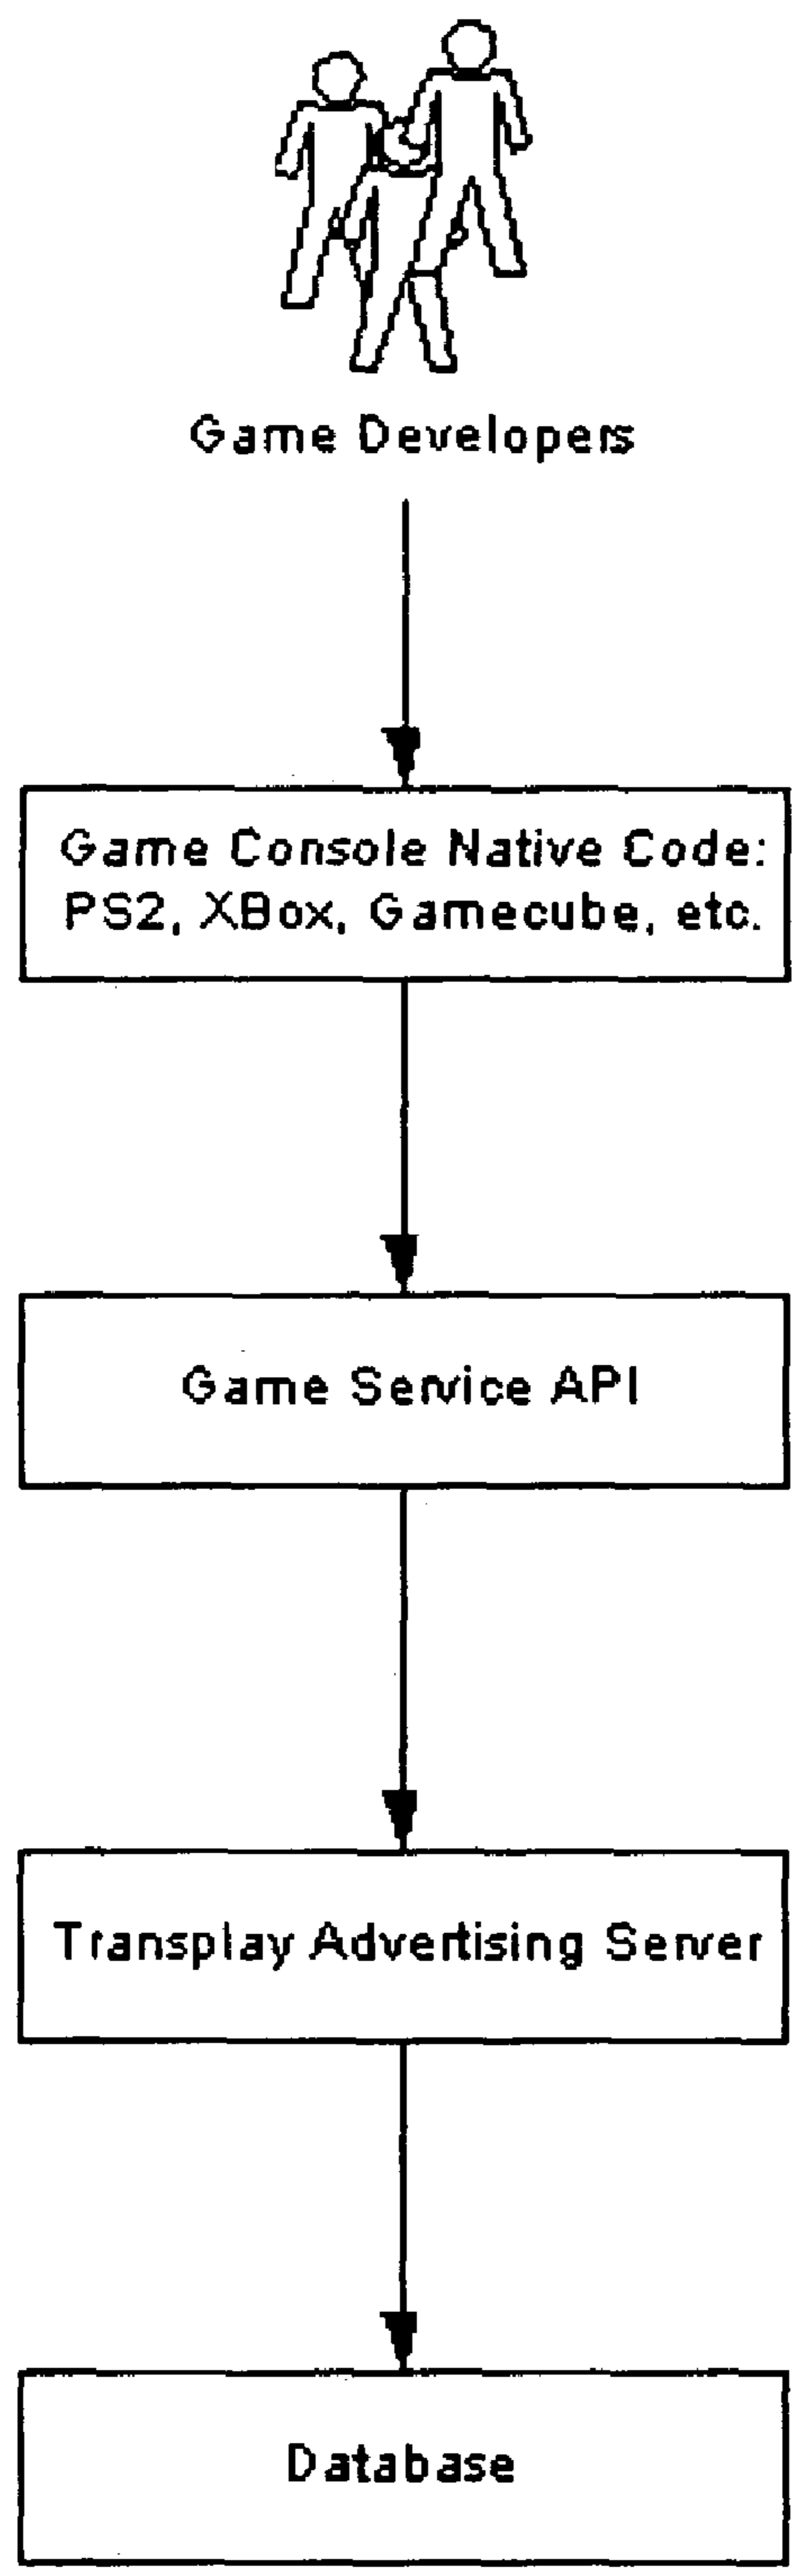 Game Developers
Game Console Native Code:
PS2, XBox, Gamecube, etc.
Game Service API
Transplay Advertising Server
Database